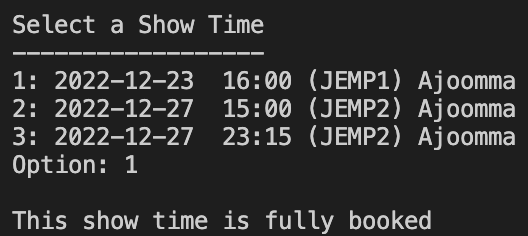 Select a Show Time
------------------
1: 2022-12-23  16:00 (JEMP1) Ajoomma
2: 2022-12-27  15:00 (JEMP2) Ajoomma
3: 2022-12-27  23:15 (JEMP2) Ajoomma
Option: 1

This show time is fully booked